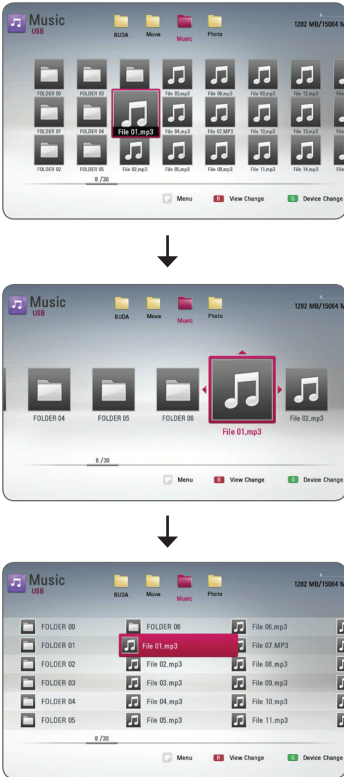 Music
USB
BUDA Movie Music Photo
1282 MB/15064 M
FOLDER 00 FOLDER 03 File 03.mp3 File 06.mp3 File 09.mp3 File 12.mp3
FOLDER 01 FOLDER 04 File 01.mp3 File 04.mp3 File 07.MP3 File 10.mp3 File 13.mp3
FOLDER 02 FOLDER 05 File 02.mp3 File 05.mp3 File 08.mp3 File 11.mp3 File 14.mp3
8 /30
Menu R View Change G Device Change
Music
USB
BUDA Movie Music Photo
1282 MB/15064 M
FOLDER 04 FOLDER 05 FOLDER 06 File 01.mp3 File 02.mp3
8 /30
Menu R View Change G Device Change
Music
USB
BUDA Movie Music Photo
1282 MB/15064 M
FOLDER 00 FOLDER 06 File 06.mp3
FOLDER 01 File 01.mp3 File 07.MP3
FOLDER 02 File 02.mp3 File 08.mp3
FOLDER 03 File 03.mp3 File 09.mp3
FOLDER 04 File 04.mp3 File 10.mp3
FOLDER 05 File 05.mp3 File 11.mp3
8 /30
Menu R View Change G Device Change